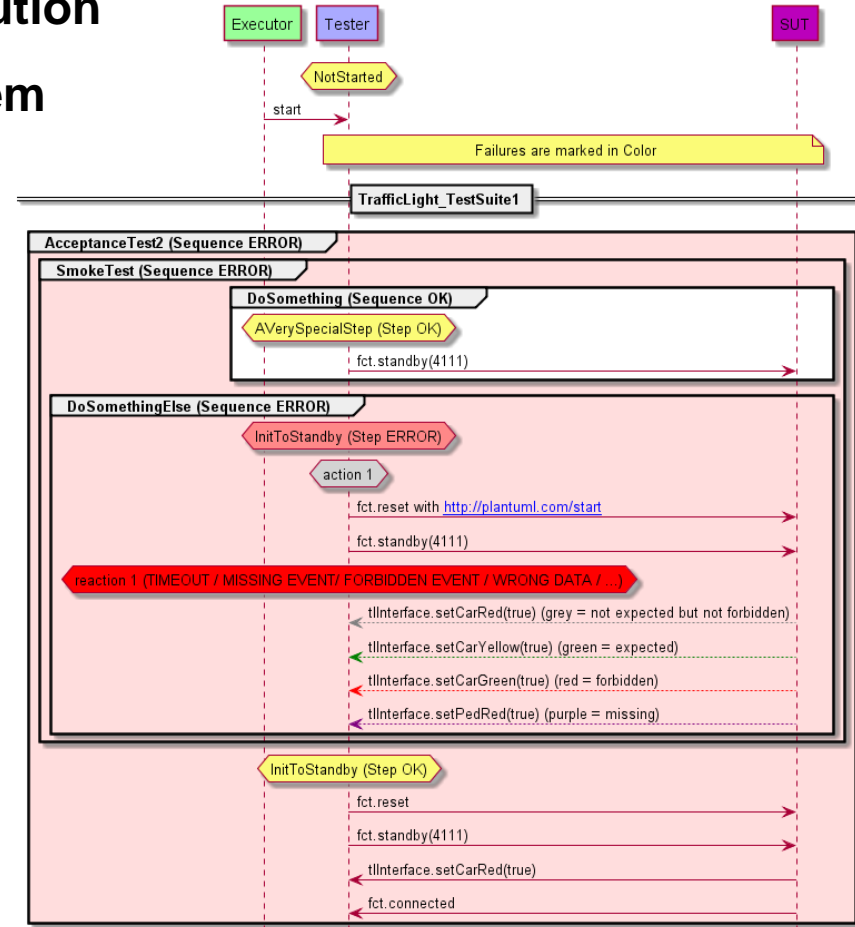 ution
em
Executor
Tester
SUT
NotStarted
start
Failures are marked in Color
TrafficLight_TestSuite1
AcceptanceTest2 (Sequence ERROR)
SmokeTest (Sequence ERROR)
DoSomething (Sequence OK)
AVerySpecialStep (Step OK)
fct.standby(4111)
DoSomethingElse (Sequence ERROR)
InitToStandby (Step ERROR)
action 1
fct.reset with http://plantuml.com/start
fct.standby(4111)
reaction 1 (TIMEOUT / MISSING EVENT/ FORBIDDEN EVENT / WRONG DATA / ...)
tlInterface.setCarRed(true) (grey = not expected but not forbidden)
tlInterface.setCarYellow(true) (green = expected)
tlInterface.setCarGreen(true) (red = forbidden)
tlInterface.setPedRed(true) (purple = missing)
InitToStandby (Step OK)
fct.reset
fct.standby(4111)
tlInterface.setCarRed(true)
fct.connected